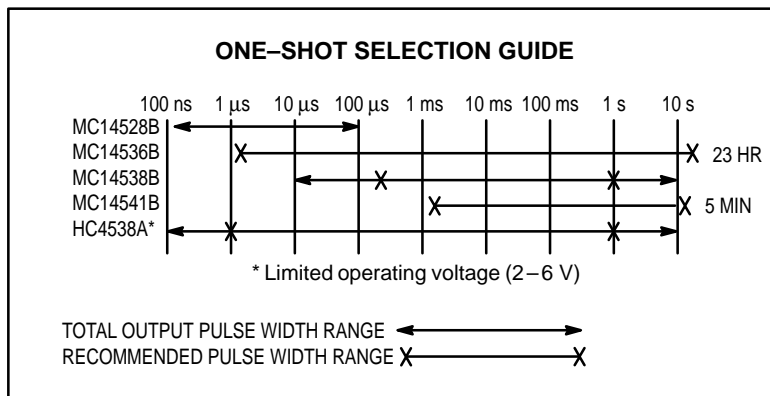 ONE–SHOT SELECTION GUIDE
100 ns 1 µs 10 µs 100 µs 1 ms 10 ms 100 ms 1 s 10 s
MC14528B
MC14536B 23 HR
MC14538B
MC14541B 5 MIN
HC4538A*
* Limited operating voltage (2–6 V)
TOTAL OUTPUT PULSE WIDTH RANGE
RECOMMENDED PULSE WIDTH RANGE